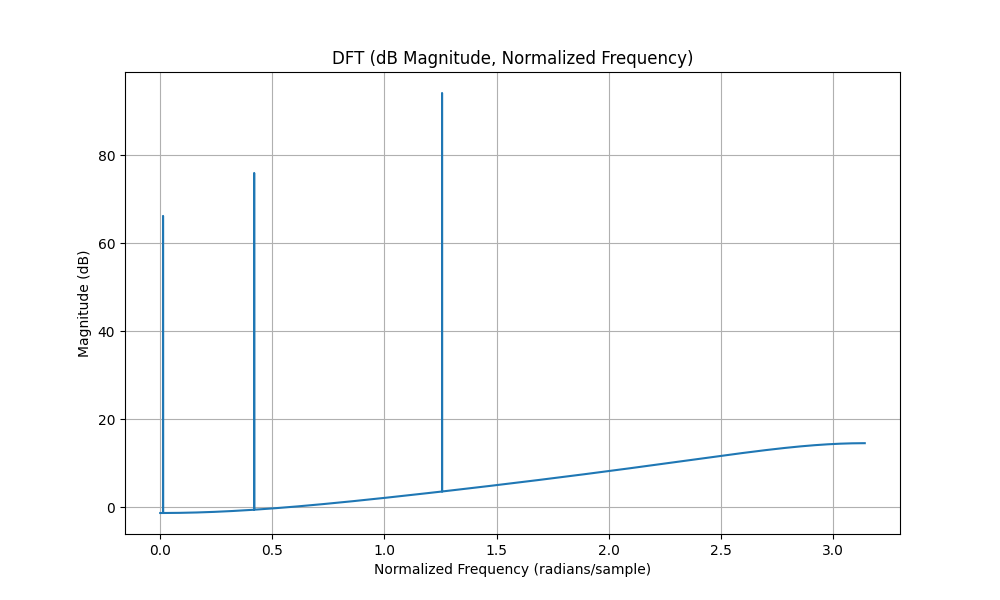 DFT (dB Magnitude, Normalized Frequency)
Magnitude (dB)
80
60
40
20
0
0.0 0.5 1.0 1.5 2.0 2.5 3.0
Normalized Frequency (radians/sample)